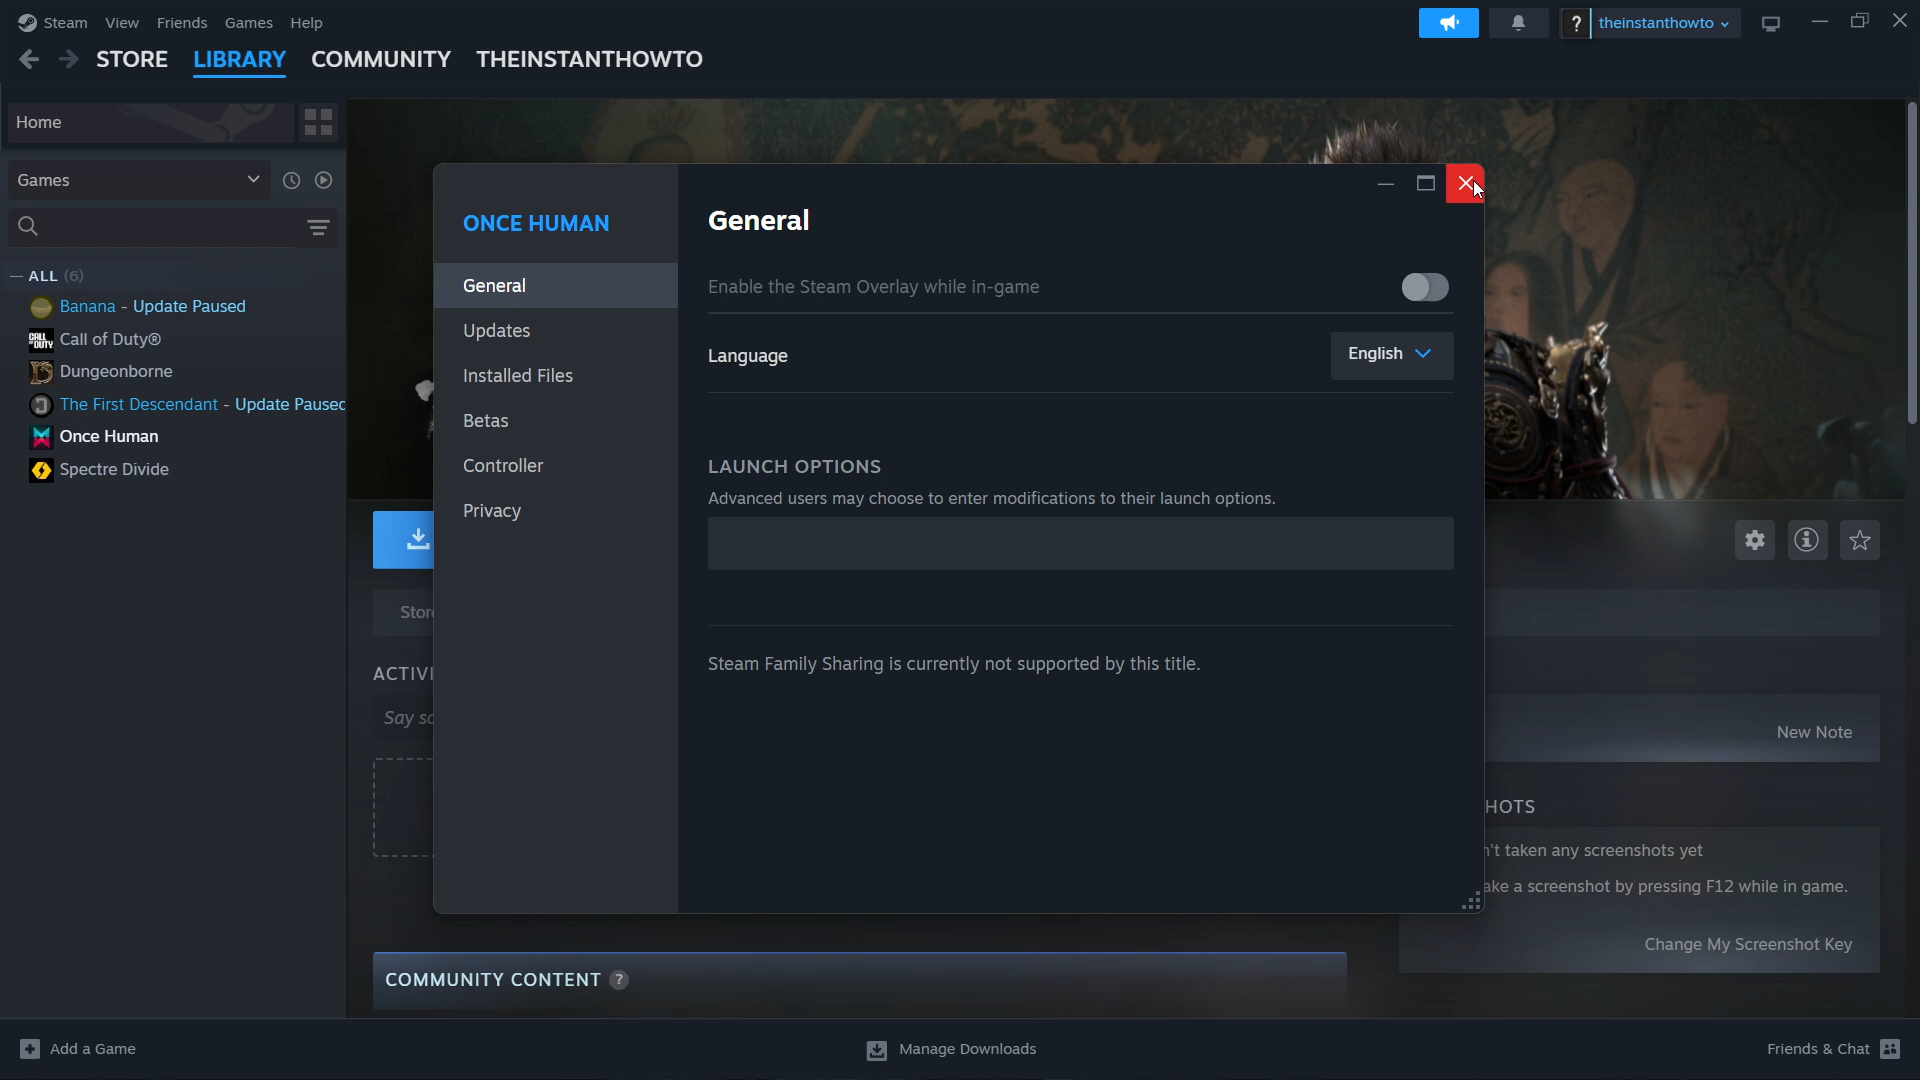 Steam View Friends Games Help
? theinstanthowto
STORE LIBRARY COMMUNITY THEINSTANTHOWTO
Home
Games
— ALL (6)
Banana - Update Paused
CALL OF DUTY Call of Duty®
Dungeonborne
The First Descendant - Update Paused
Once Human
Spectre Divide
ONCE HUMAN
General
Updates
Installed Files
Betas
Controller
Privacy
General
Enable the Steam Overlay while in-game
Language English
LAUNCH OPTIONS
Advanced users may choose to enter modifications to their launch options.
Steam Family Sharing is currently not supported by this title.
Stor
ACTIVI
Say so
New Note
HOTS
n't taken any screenshots yet
ake a screenshot by pressing F12 while in game.
Change My Screenshot Key
COMMUNITY CONTENT ?
Add a Game
Manage Downloads
Friends & Chat